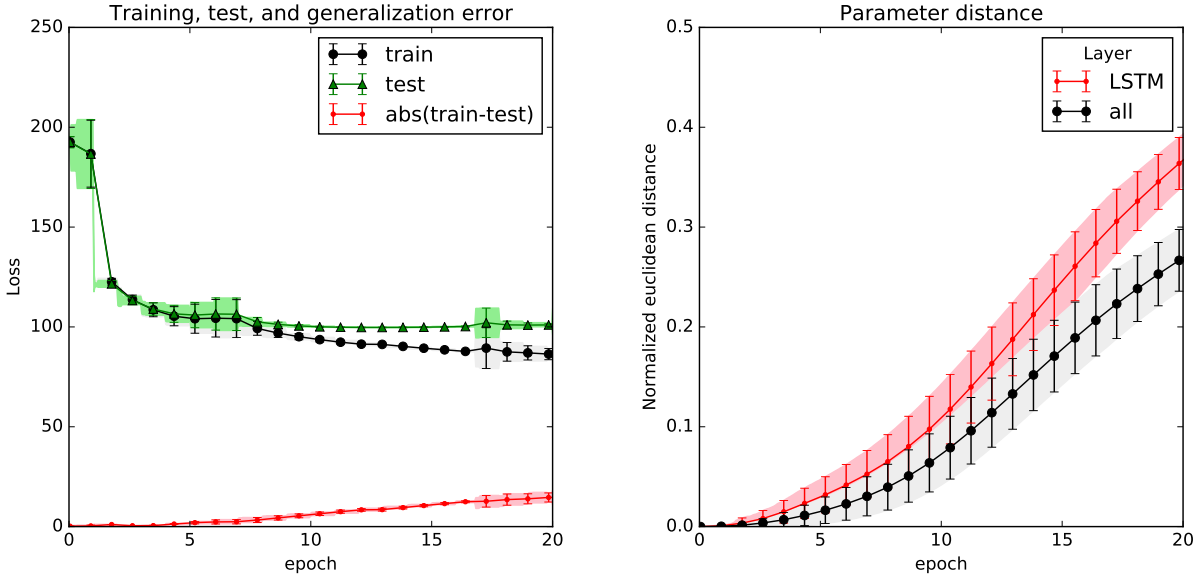 Training, test, and generalization error
250
200
150
100
50
0
Loss
0
5
10
15
20
epoch
train
test
abs(train-test)
Parameter distance
0.5
0.4
0.3
0.2
0.1
0.0
Normalized euclidean distance
0
5
10
15
20
epoch
Layer
LSTM
all